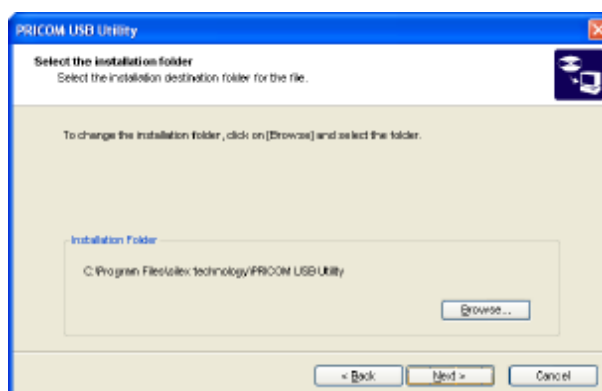 PRICOM USB Utility
Select the installation folder
Select the installation destination folder for the file.
To change the installation folder, click on [Browse] and select the folder.
Installation Folder
C:\Program Files\silex technology\PRICOM USB Utility
Browse...
< Back
Next >
Cancel